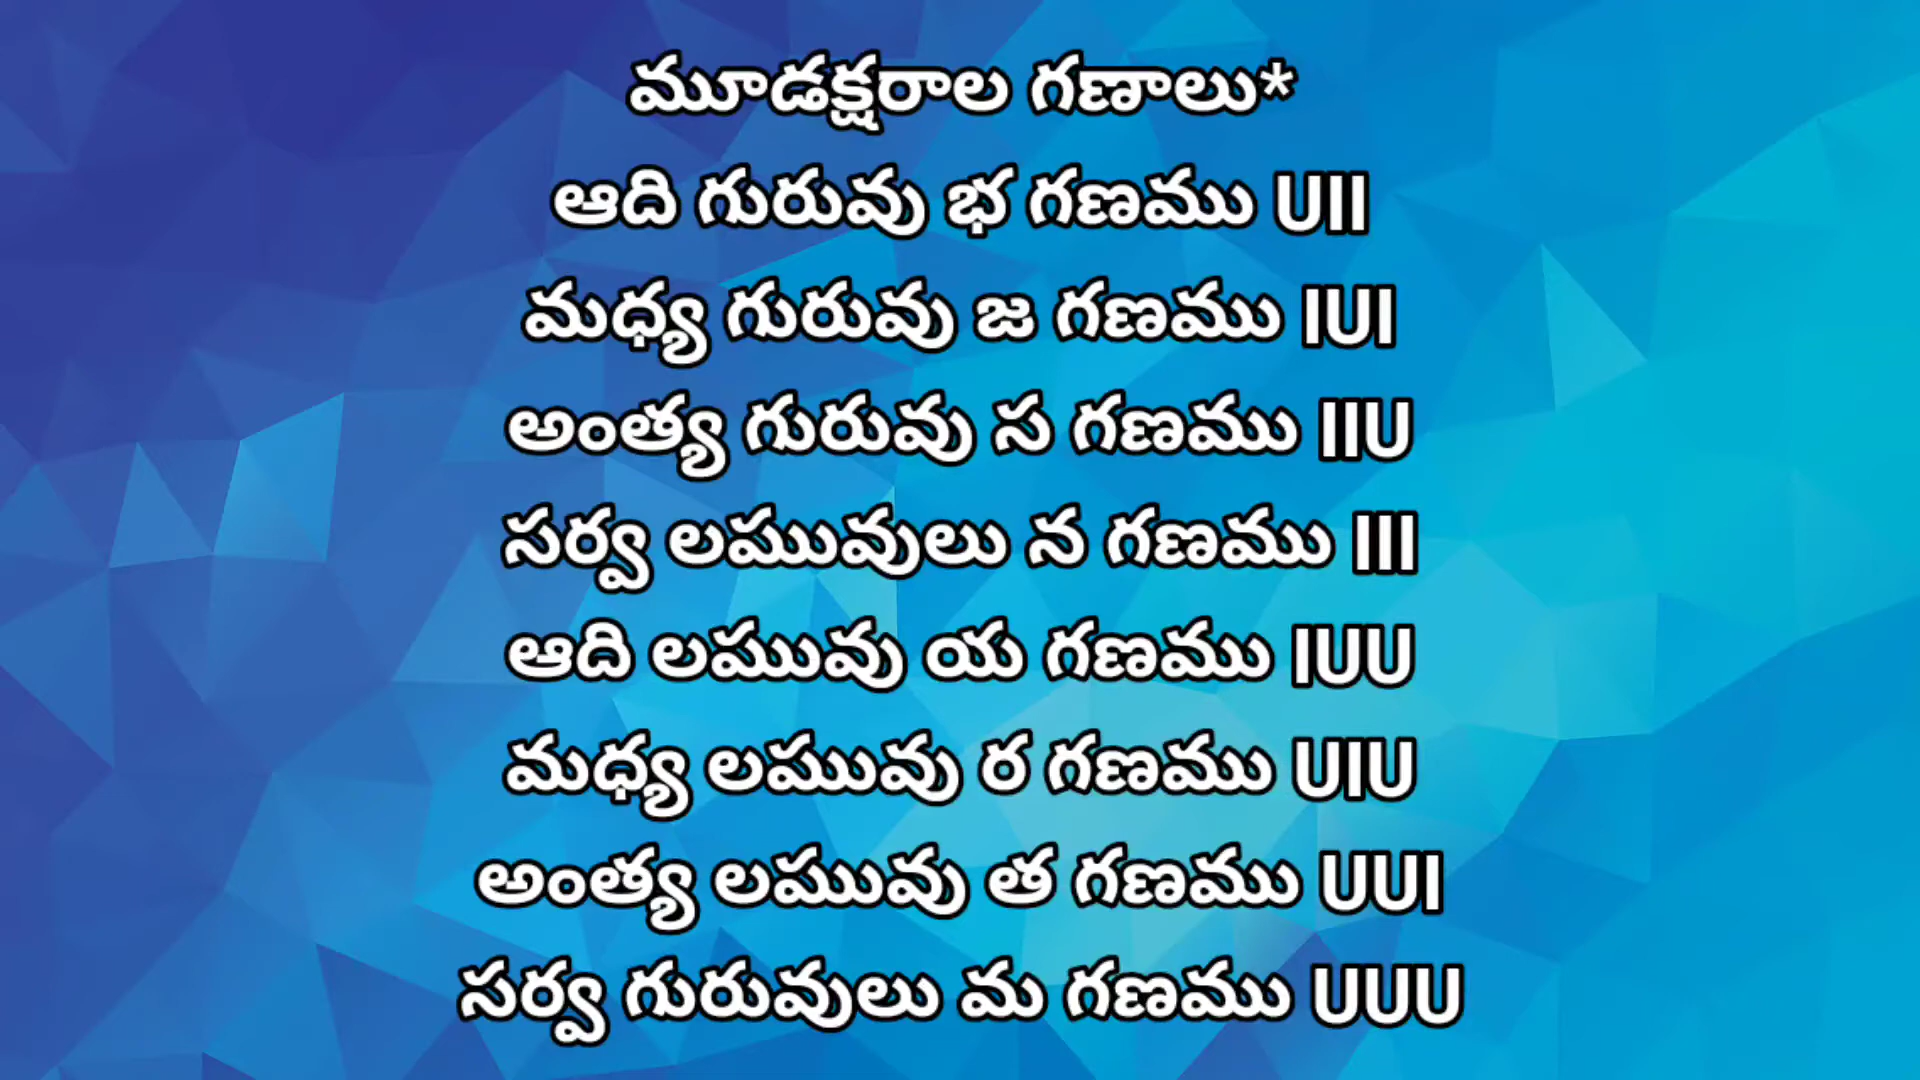 మూడక్షరాల గణాలు*
ఆది గురువు భ గణము UII
మధ్య గురువు జ గణము IUI
అంత్య గురువు స గణము IIU
సర్వ లఘువులు న గణము III
ఆది లఘువు య గణము IUU
మధ్య లఘువు ర గణము UIU
అంత్య లఘువు త గణము UUI
సర్వ గురువులు మ గణము UUU